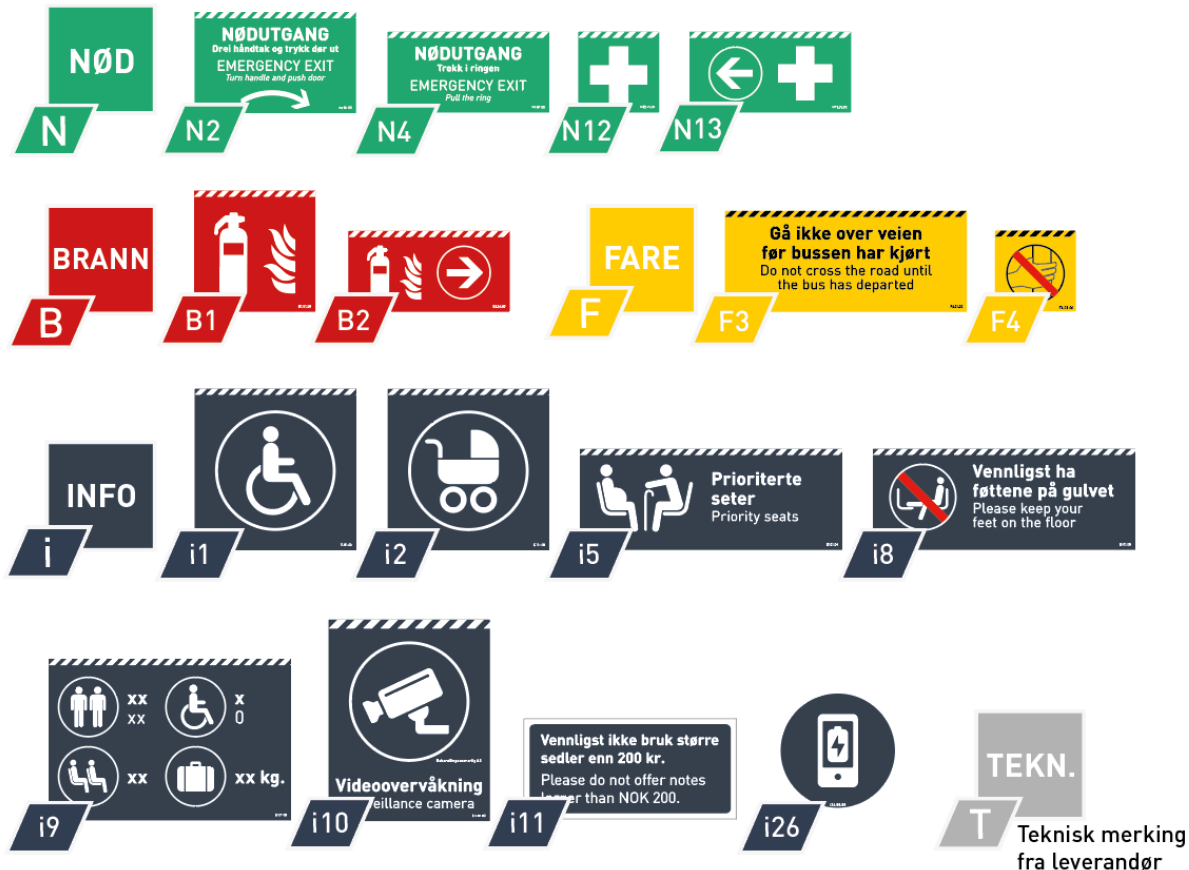 NØD
N
NØDUTGANG
Drei håndtak og trykk dør ut
EMERGENCY EXIT
Turn handle and push door
N2
NØDUTGANG
Trekk i ringen
EMERGENCY EXIT
Pull the ring
N4
N12
N13
BRANN
B
B1
B2
FARE
F
Gå ikke over veien
før bussen har kjørt
Do not cross the road until
the bus has departed
F3
F4
INFO
i
i1
i2
Prioriterte
seter
Priority seats
i5
Vennligst ha
føttene på gulvet
Please keep your
feet on the floor
i8
xx
xx
x
0
xx
xx kg.
i9
Videoovervåkning
eillance camera
i10
Vennligst ikke bruk større
sedler enn 200 kr.
Please do not offer notes
than NOK 200.
i11
i26
TEKN.
T
Teknisk merking
fra leverandør